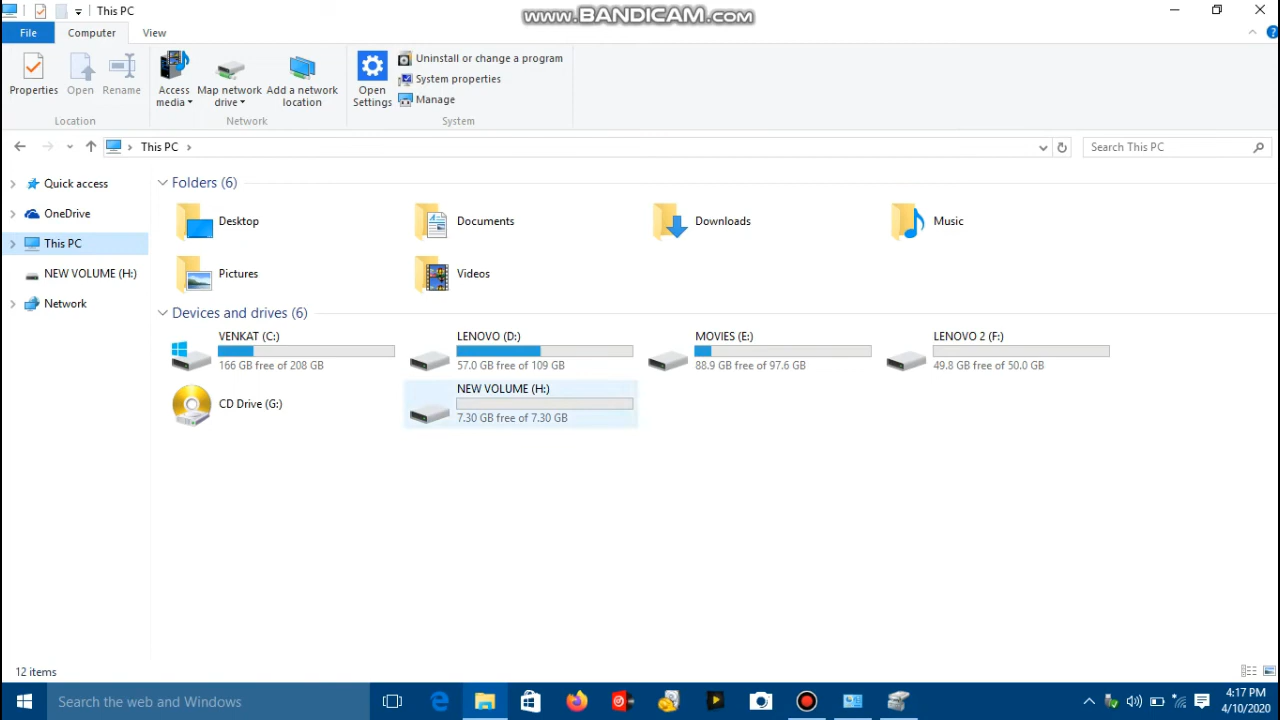 This PC
www.BANDICAM.com
File
Computer
View
Properties
Open
Rename
Access media
Map network drive
Add a network location
Open Settings
Uninstall or change a program
System properties
Manage
Location
Network
System
This PC
Search This PC
Quick access
OneDrive
This PC
NEW VOLUME (H:)
Network
Folders (6)
Desktop
Documents
Downloads
Music
Pictures
Videos
Devices and drives (6)
VENKAT (C:)
166 GB free of 208 GB
LENOVO (D:)
57.0 GB free of 109 GB
MOVIES (E:)
88.9 GB free of 97.6 GB
LENOVO 2 (F:)
49.8 GB free of 50.0 GB
CD Drive (G:)
NEW VOLUME (H:)
7.30 GB free of 7.30 GB
12 items
Search the web and Windows
4:17 PM
4/10/2020